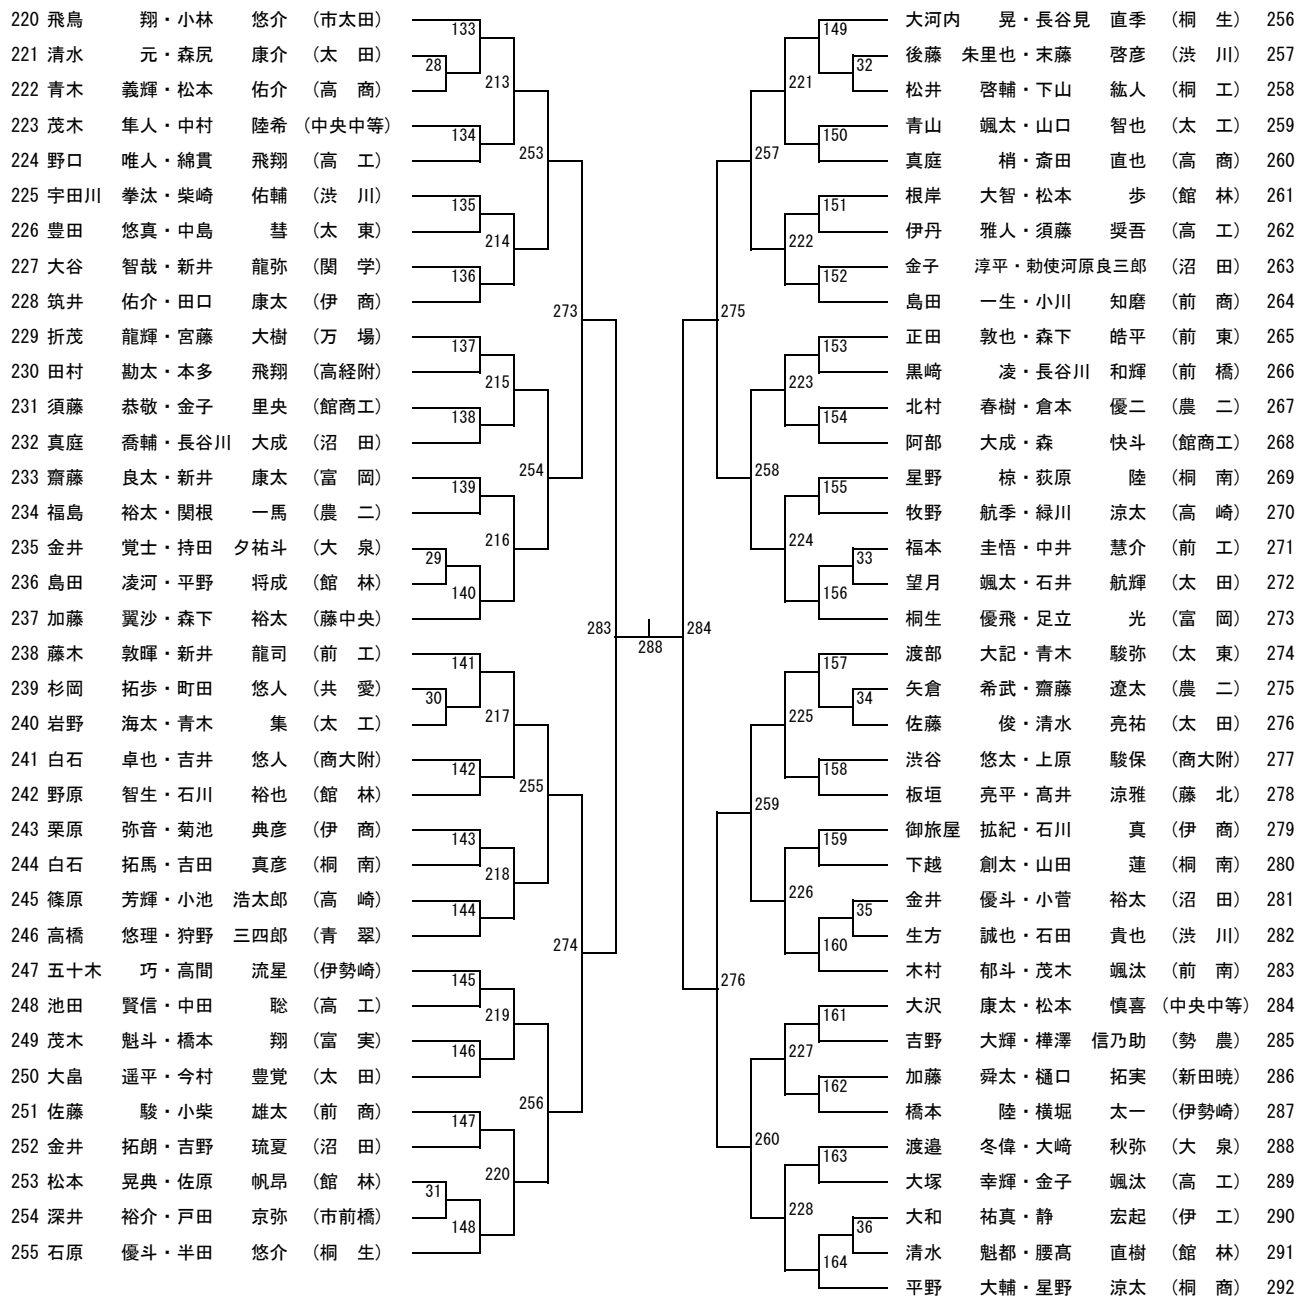 220 飛鳥 翔・小林 悠介 (市太田)
221 清水 元・森尻 康介 (太 田)
222 青木 義輝・松本 佑介 (高 商)
223 茂木 隼人・中村 陸希 (中央中等)
224 野口 唯人・綿貫 飛翔 (高 工)
225 宇田川 拳汰・柴崎 佑輔 (渋 川)
226 豊田 悠真・中島 彗 (太 東)
227 大谷 智哉・新井 龍弥 (関 学)
228 筑井 佑介・田口 康太 (伊 商)
229 折茂 龍輝・宮藤 大樹 (万 場)
230 田村 勘太・本多 飛翔 (高経附)
231 須藤 恭敬・金子 里央 (館商工)
232 真庭 喬輔・長谷川 大成 (沼 田)
233 齋藤 良太・新井 康太 (富 岡)
234 福島 裕太・関根 一馬 (農 二)
235 金井 覚士・持田 夕祐斗 (大 泉)
236 島田 凌河・平野 将成 (館 林)
237 加藤 翼沙・森下 裕太 (藤中央)
238 藤木 敦暉・新井 龍司 (前 工)
239 杉岡 拓歩・町田 悠人 (共 愛)
240 岩野 海太・青木 集 (太 工)
241 白石 卓也・吉井 悠人 (商大附)
242 野原 智生・石川 裕也 (館 林)
243 栗原 弥音・菊池 典彦 (伊 商)
244 白石 拓馬・吉田 真彦 (桐 南)
245 篠原 芳輝・小池 浩太郎 (高 崎)
246 高橋 悠理・狩野 三四郎 (青 翠)
247 五十木 巧・高間 流星 (伊勢崎)
248 池田 賢信・中田 聡 (高 工)
249 茂木 魁斗・橋本 翔 (富 実)
250 大畠 遥平・今村 豊覚 (太 田)
251 佐藤 駿・小柴 雄太 (前 商)
252 金井 拓朗・吉野 琉夏 (沼 田)
253 松本 晃典・佐原 帆昂 (館 林)
254 深井 裕介・戸田 京弥 (市前橋)
255 石原 優斗・半田 悠介 (桐 生)
133
28
213
134
253
135
214
136
273
137
215
138
254
139
216
29
140
283
141
30
217
142
255
143
218
144
274
145
219
146
256
147
220
31
148
288
284
149
32
221
150
257
151
222
152
275
153
223
154
258
155
224
33
156
157
34
225
158
259
159
226
35
160
276
161
227
162
260
163
228
36
164
大河内 晃・長谷見 直季 (桐 生) 256
後藤 朱里也・末藤 啓彦 (渋 川) 257
松井 啓輔・下山 紘人 (桐 工) 258
青山 颯太・山口 智也 (太 工) 259
真庭 梢・斎田 直也 (高 商) 260
根岸 大智・松本 歩 (館 林) 261
伊丹 雅人・須藤 奨吾 (高 工) 262
金子 淳平・勅使河原良三郎 (沼 田) 263
島田 一生・小川 知磨 (前 商) 264
正田 敦也・森下 皓平 (前 東) 265
黒﨑 凌・長谷川 和輝 (前 橋) 266
北村 春樹・倉本 優二 (農 二) 267
阿部 大成・森 快斗 (館商工) 268
星野 椋・荻原 陸 (桐 南) 269
牧野 航季・緑川 涼太 (高 崎) 270
福本 圭悟・中井 慧介 (前 工) 271
望月 颯太・石井 航輝 (太 田) 272
桐生 優飛・足立 光 (富 岡) 273
渡部 大記・青木 駿弥 (太 東) 274
矢倉 希武・齋藤 遼太 (農 二) 275
佐藤 俊・清水 亮祐 (太 田) 276
渋谷 悠太・上原 駿保 (商大附) 277
板垣 亮平・髙井 涼雅 (藤 北) 278
御旅屋 拡紀・石川 真 (伊 商) 279
下越 創太・山田 蓮 (桐 南) 280
金井 優斗・小菅 裕太 (沼 田) 281
生方 誠也・石田 貴也 (渋 川) 282
木村 郁斗・茂木 颯汰 (前 南) 283
大沢 康太・松本 慎喜 (中央中等) 284
吉野 大輝・樺澤 信乃助 (勢 農) 285
加藤 舜太・樋口 拓実 (新田暁) 286
橋本 陸・横堀 太一 (伊勢崎) 287
渡邉 冬偉・大﨑 秋弥 (大 泉) 288
大塚 幸輝・金子 颯汰 (高 工) 289
大和 祐真・静 宏起 (伊 工) 290
清水 魁都・腰髙 直樹 (館 林) 291
平野 大輔・星野 涼太 (桐 商) 292